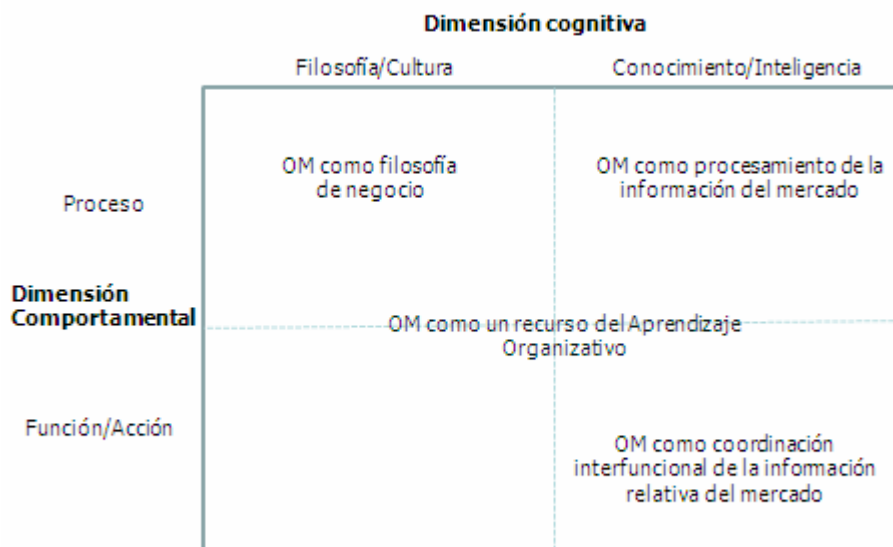 Dimensión cognitiva
Filosofía/Cultura
Conocimiento/Inteligencia
OM como filosofía
de negocio
OM como procesamiento de la
información del mercado
Proceso
Dimensión
Comportamental
OM como un recurso del Aprendizaje
Organizativo
Función/Acción
OM como coordinación
interfuncional de la información
relativa del mercado